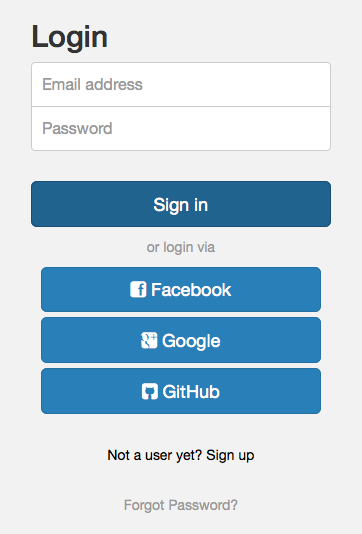 Login
Email address
Password
Sign in
or login via
Facebook
Google
GitHub
Not a user yet? Sign up
Forgot Password?